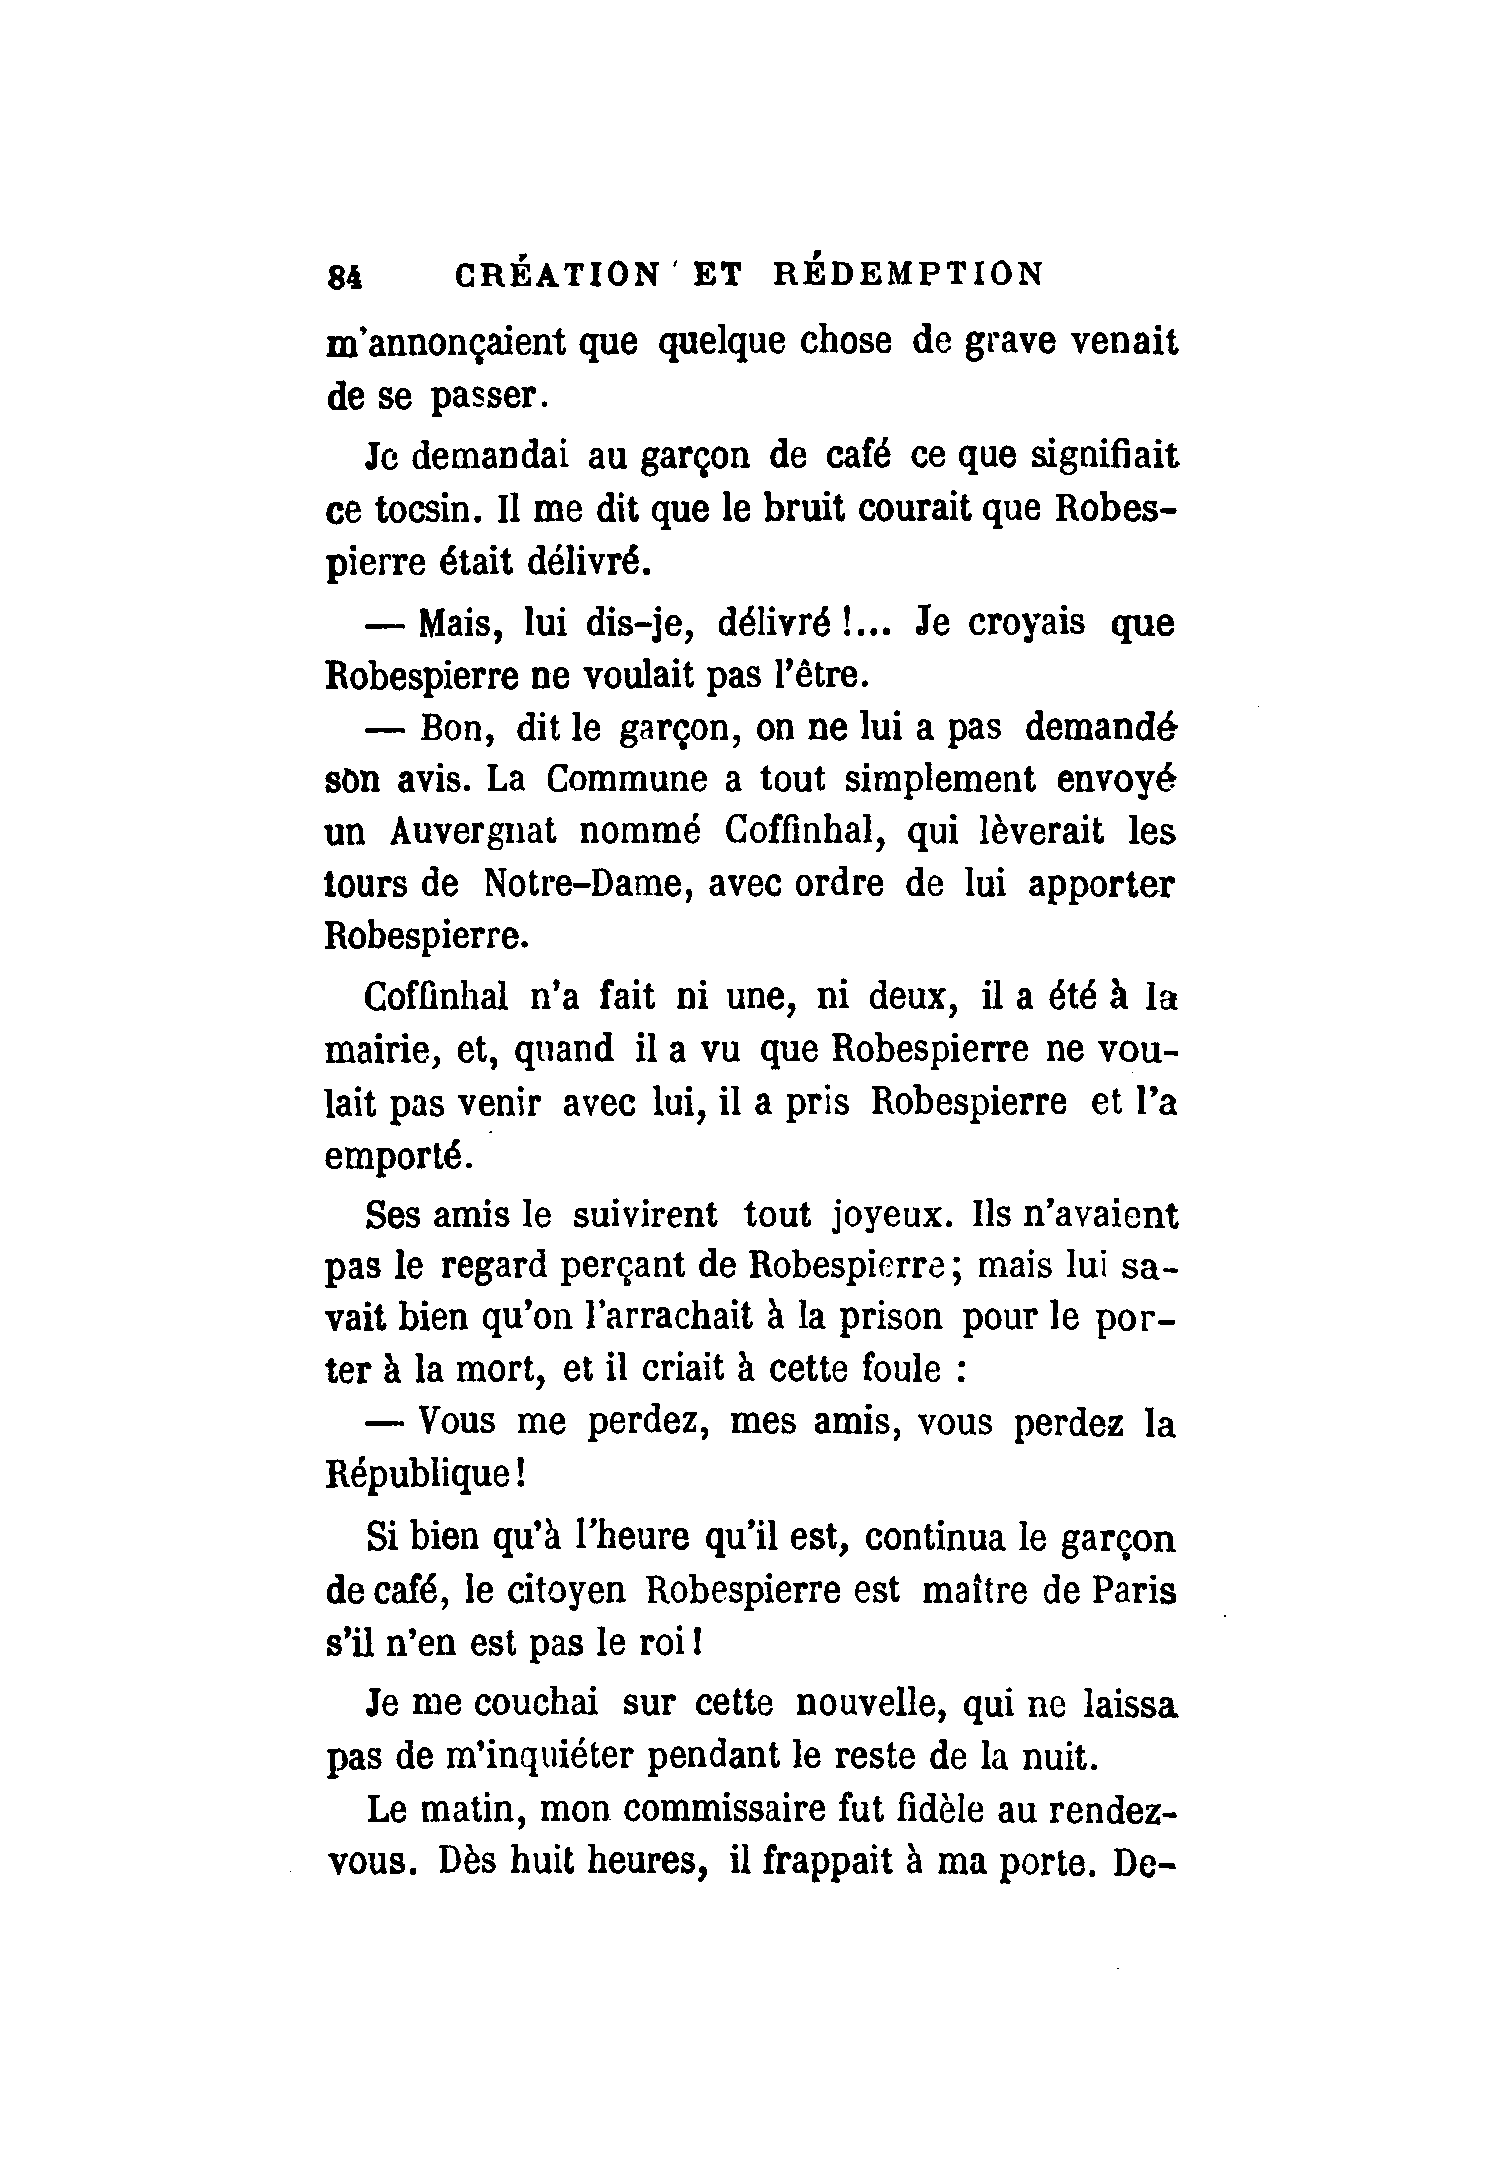 84 CRÉATION ET RÉDEMPTION
m'annonçaient que quelque chose de grave venait
de se passer.
Je demandai au garçon de café ce que signifiait
ce tocsin. Il me dit que le bruit courait que Robes-
pierre était délivré.
— Mais, lui dis-je, délivré !... Je croyais que
Robespierre ne voulait pas l'être.
— Bon, dit le garçon, on ne lui a pas demandé
son avis. La Commune a tout simplement envoyé
un Auvergnat nommé Coffinhal, qui lèverait les
tours de Notre-Dame, avec ordre de lui apporter
Robespierre.
Coffinhal n'a fait ni une, ni deux, il a été à la
mairie, et, quand il a vu que Robespierre ne vou-
lait pas venir avec lui, il a pris Robespierre et l'a
emporté.
Ses amis le suivirent tout joyeux. Ils n'avaient
pas le regard perçant de Robespierre; mais lui sa-
vait bien qu'on l'arrachait à la prison pour le por-
ter à la mort, et il criait à cette foule :
— Vous me perdez, mes amis, vous perdez la
République!
Si bien qu'à l'heure qu'il est, continua le garçon
de café, le citoyen Robespierre est maître de Paris
s'il n'en est pas le roi!
Je me couchai sur cette nouvelle, qui ne laissa
pas de m'inquiéter pendant le reste de la nuit.
Le matin, mon commissaire fut fidèle au rendez-
vous. Dès huit heures, il frappait à ma porte. De-